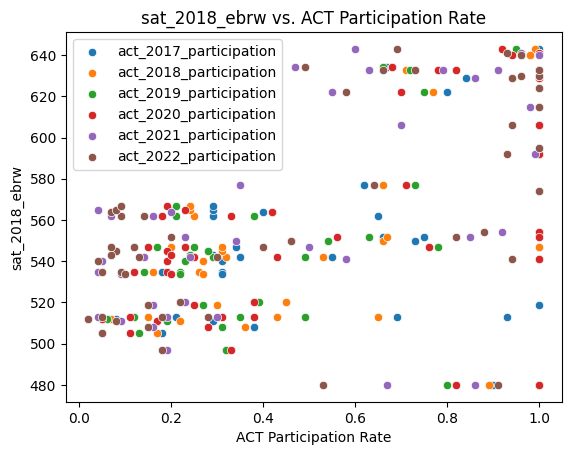 sat_2018_ebrw vs. ACT Participation Rate
act_2017_participation
act_2018_participation
act_2019_participation
act_2020_participation
act_2021_participation
act_2022_participation
sat_2018_ebrw
640
620
600
580
560
540
520
500
480
0.0 0.2 0.4 0.6 0.8 1.0
ACT Participation Rate